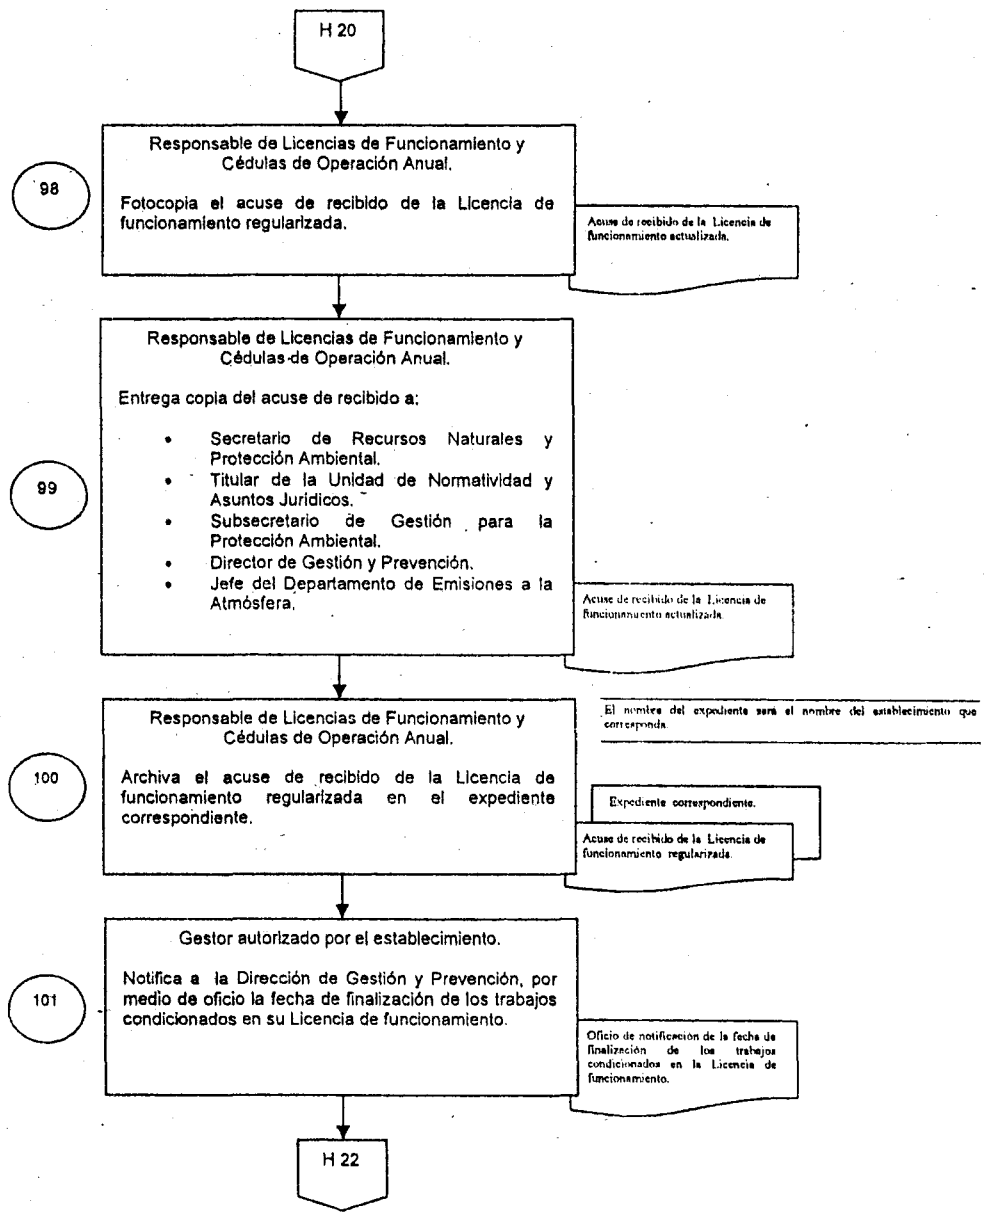 H 20
Responsable de Licencias de Funcionamiento y
Cédulas de Operación Anual.
98
Fotocopia el acuse de recibido de la Licencia de
funcionamiento regularizada.
Acuse de recibido de la Licencia de
funcionamiento actualizada.
Responsable de Licencias de Funcionamiento y
Cédulas de Operación Anual.
Entrega copia del acuse de recibido a:
• Secretario de Recursos Naturales y
Protección Ambiental.
• Titular de la Unidad de Normatividad y
Asuntos Jurídicos.
99
• Subsecretario de Gestión para la
Protección Ambiental.
• Director de Gestión y Prevención.
• Jefe del Departamento de Emisiones a la
Atmósfera.
Acuse de recibido de la Licencia de
funcionamiento actualizada.
Responsable de Licencias de Funcionamiento y
Cédulas de Operación Anual.
El nombre del expediente será el nombre del establecimiento que
corresponda.
100
Archiva el acuse de recibido de la Licencia de
funcionamiento regularizada en el expediente
correspondiente.
Expediente correspondiente.
Acuse de recibido de la Licencia de
funcionamiento regularizada.
Gestor autorizado por el establecimiento.
101
Notifica a la Dirección de Gestión y Prevención, por
medio de oficio la fecha de finalización de los trabajos
condicionados en su Licencia de funcionamiento.
Oficio de notificación de la fecha de
finalización de los trabajos
condicionados en la Licencia de
funcionamiento.
H 22